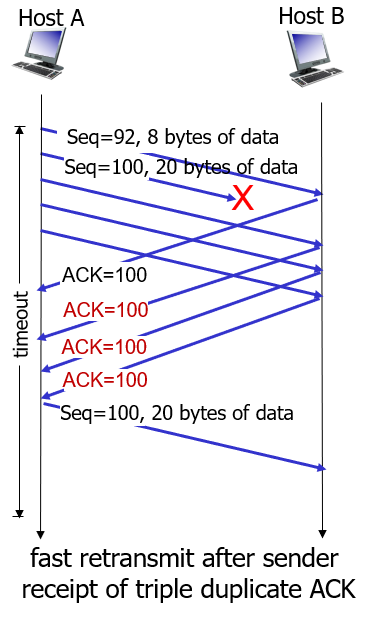 Host A
Host B
Seq=92, 8 bytes of data
Seq=100, 20 bytes of data
X
timeout
ACK=100
ACK=100
ACK=100
ACK=100
Seq=100, 20 bytes of data
fast retransmit after sender
receipt of triple duplicate ACK